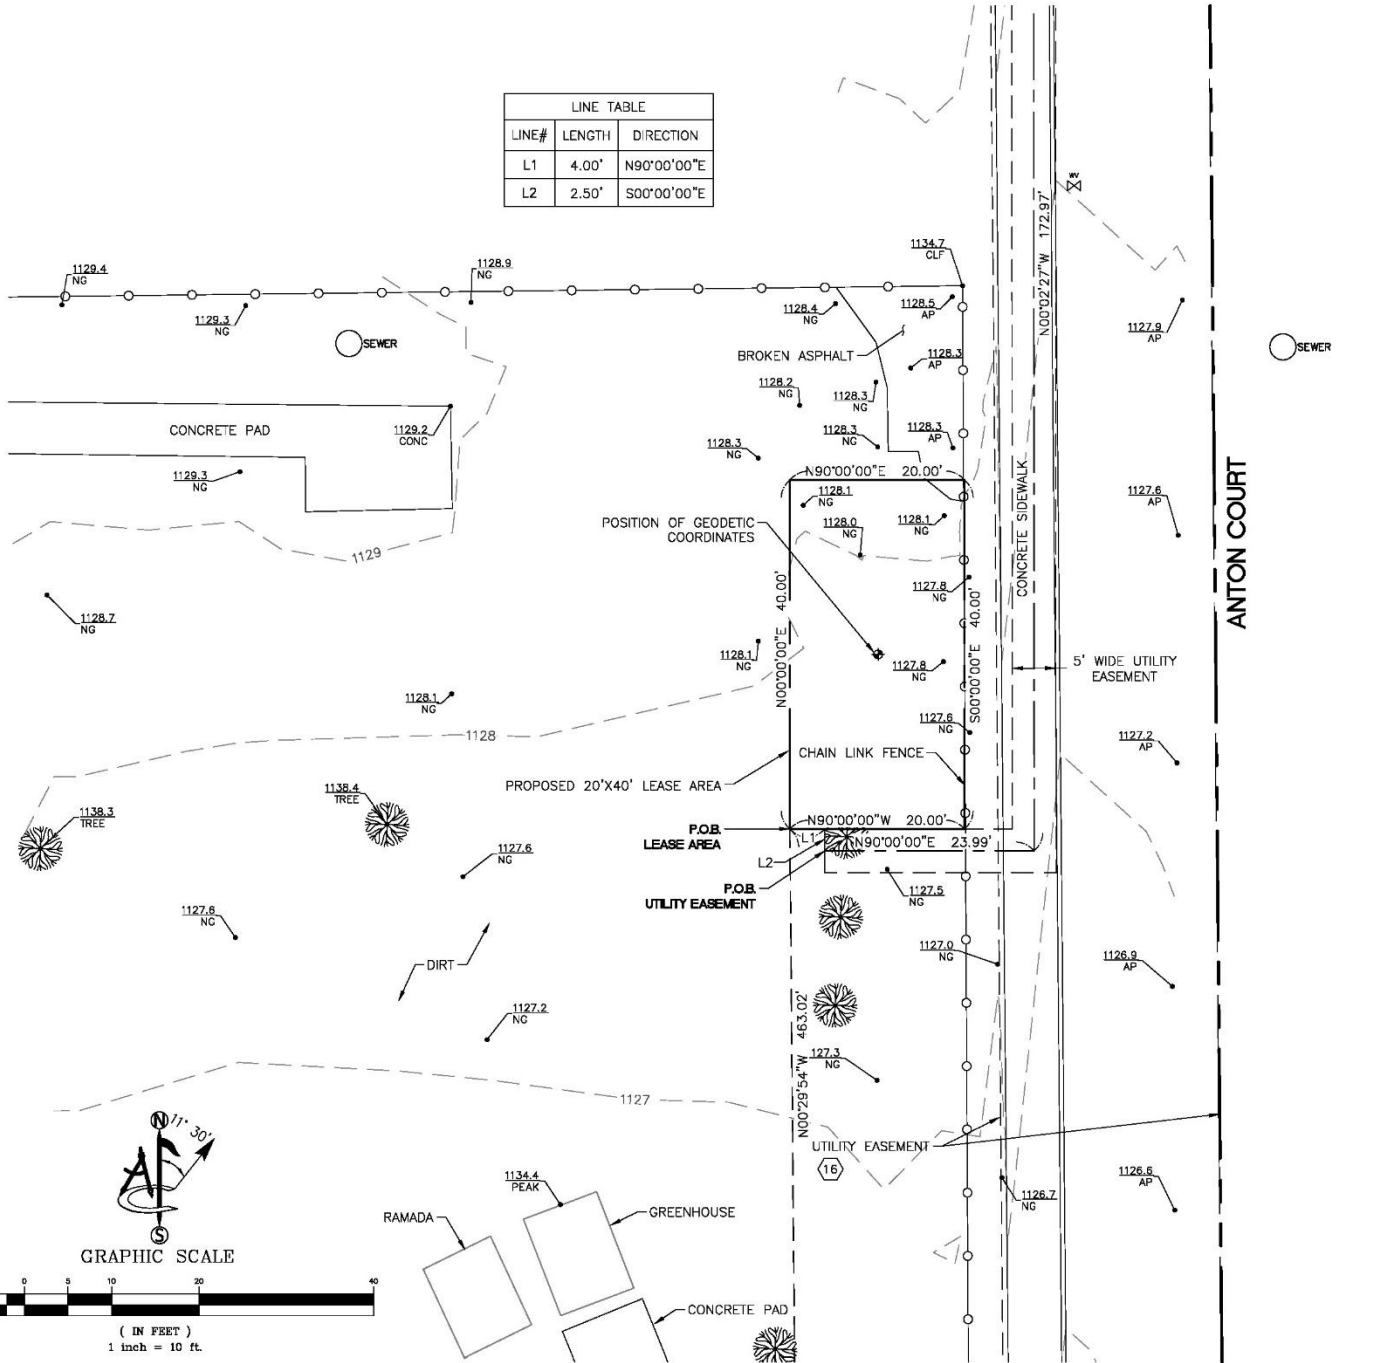 LINE TABLE
LINE# LENGTH DIRECTION
L1 4.00' N90°00'00"E
L2 2.50' S00°00'00"E
WV
N00°02'27"W 172.97'
1134.7
CLF
1129.4
NG
1128.9
NG
1129.3
NG
SEWER
1128.4
NG
1128.5
AP
1127.9
AP
SEWER
BROKEN ASPHALT
1128.3
AP
1128.2
NG
1128.3
NG
CONCRETE PAD
1129.2
CONC
1128.3
NG
1128.3
NG
1128.3
AP
1129.3
NG
N90°00'00"E 20.00'
CONCRETE SIDEWALK
ANTON COURT
1128.1
NG
1127.6
AP
POSITION OF GEODETIC
COORDINATES
1128.0
NG
1128.1
NG
1129
N00°00'00"E 40.00'
1127.8
NG
S00°00'00"E 40.00'
1128.7
NG
1128.1
NG
1127.8
NG
5' WIDE UTILITY
EASEMENT
1128.1
NG
1127.6
NG
1128
1127.2
AP
CHAIN LINK FENCE
PROPOSED 20'X40' LEASE AREA
1138.3
TREE
1138.4
TREE
N90°00'00"W 20.00'
P.O.B.
LEASE AREA
L1
N90°00'00"E 23.99'
L2
1127.6
NG
P.O.B.
UTILITY EASEMENT
1127.5
NG
1127.6
NG
1127.0
NG
1126.9
AP
DIRT
1127.2
NG
N00°29'54"W 463.02'
127.3
NG
1127
N
11° 30'
A
S
UTILITY EASEMENT
16
1134.4
PEAK
1126.7
NG
1126.6
AP
RAMADA
GREENHOUSE
GRAPHIC SCALE
0 5 10 20 40
( IN FEET )
1 inch = 10 ft.
CONCRETE PAD